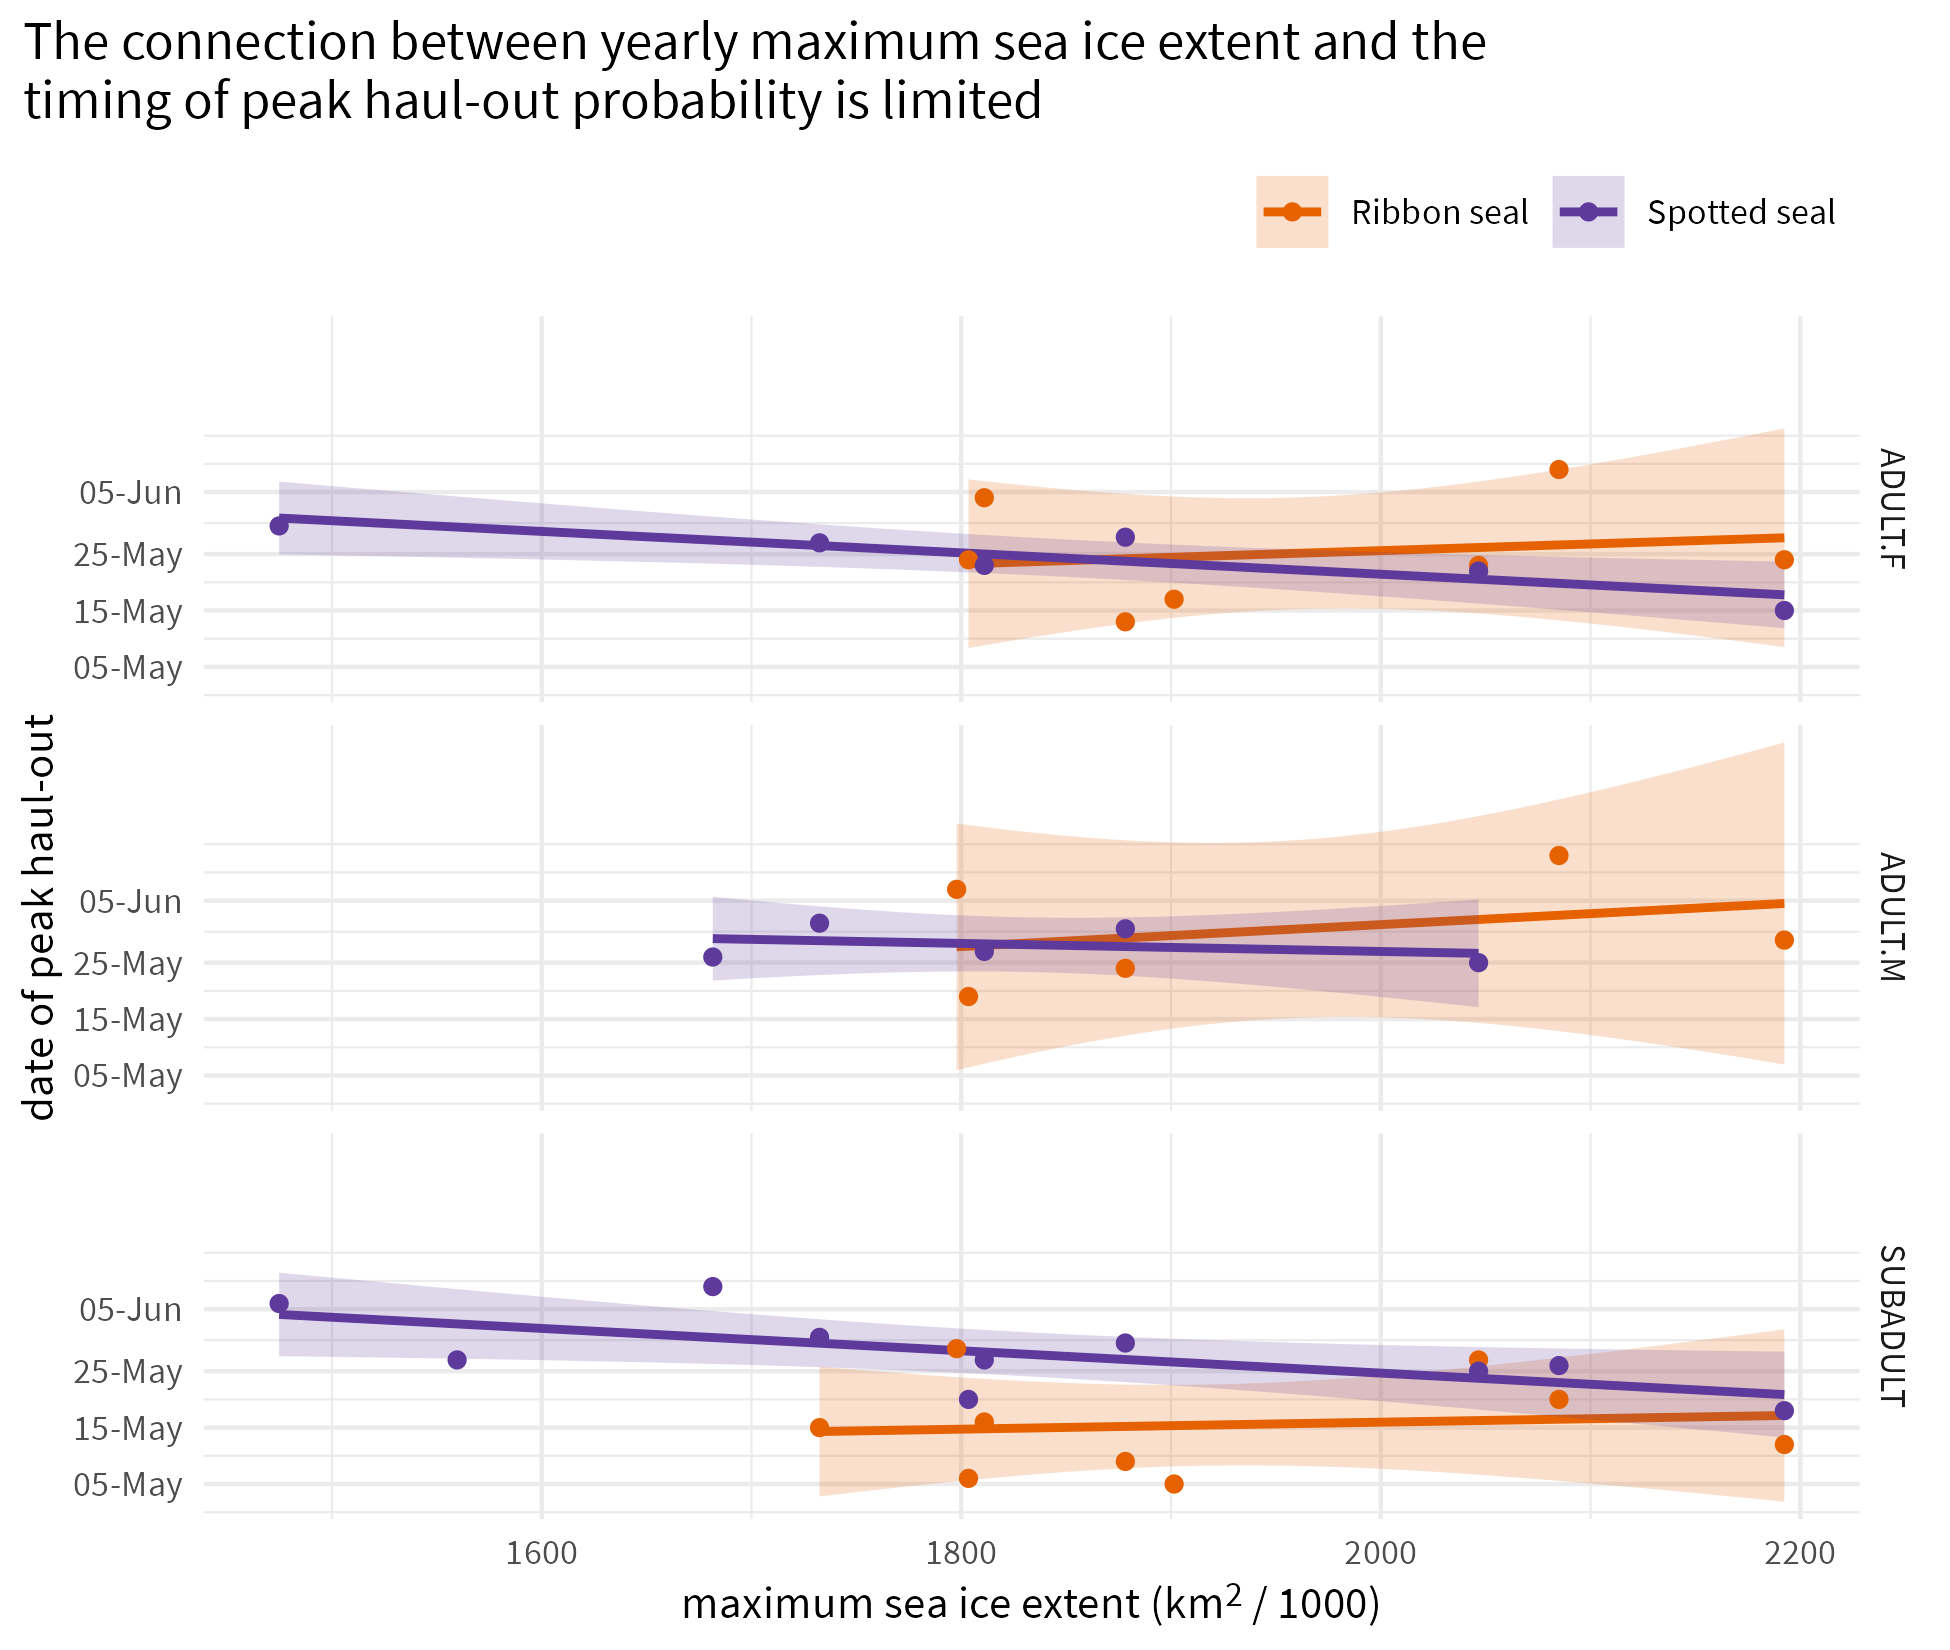 The connection between yearly maximum sea ice extent and the
timing of peak haul-out probability is limited
Ribbon seal
Spotted seal
05-Jun
25-May
15-May
05-May
ADULT.F
05-Jun
25-May
15-May
05-May
ADULT.M
05-Jun
25-May
15-May
05-May
SUBADULT
date of peak haul-out
1600
1800
2000
2200
maximum sea ice extent (km² / 1000)